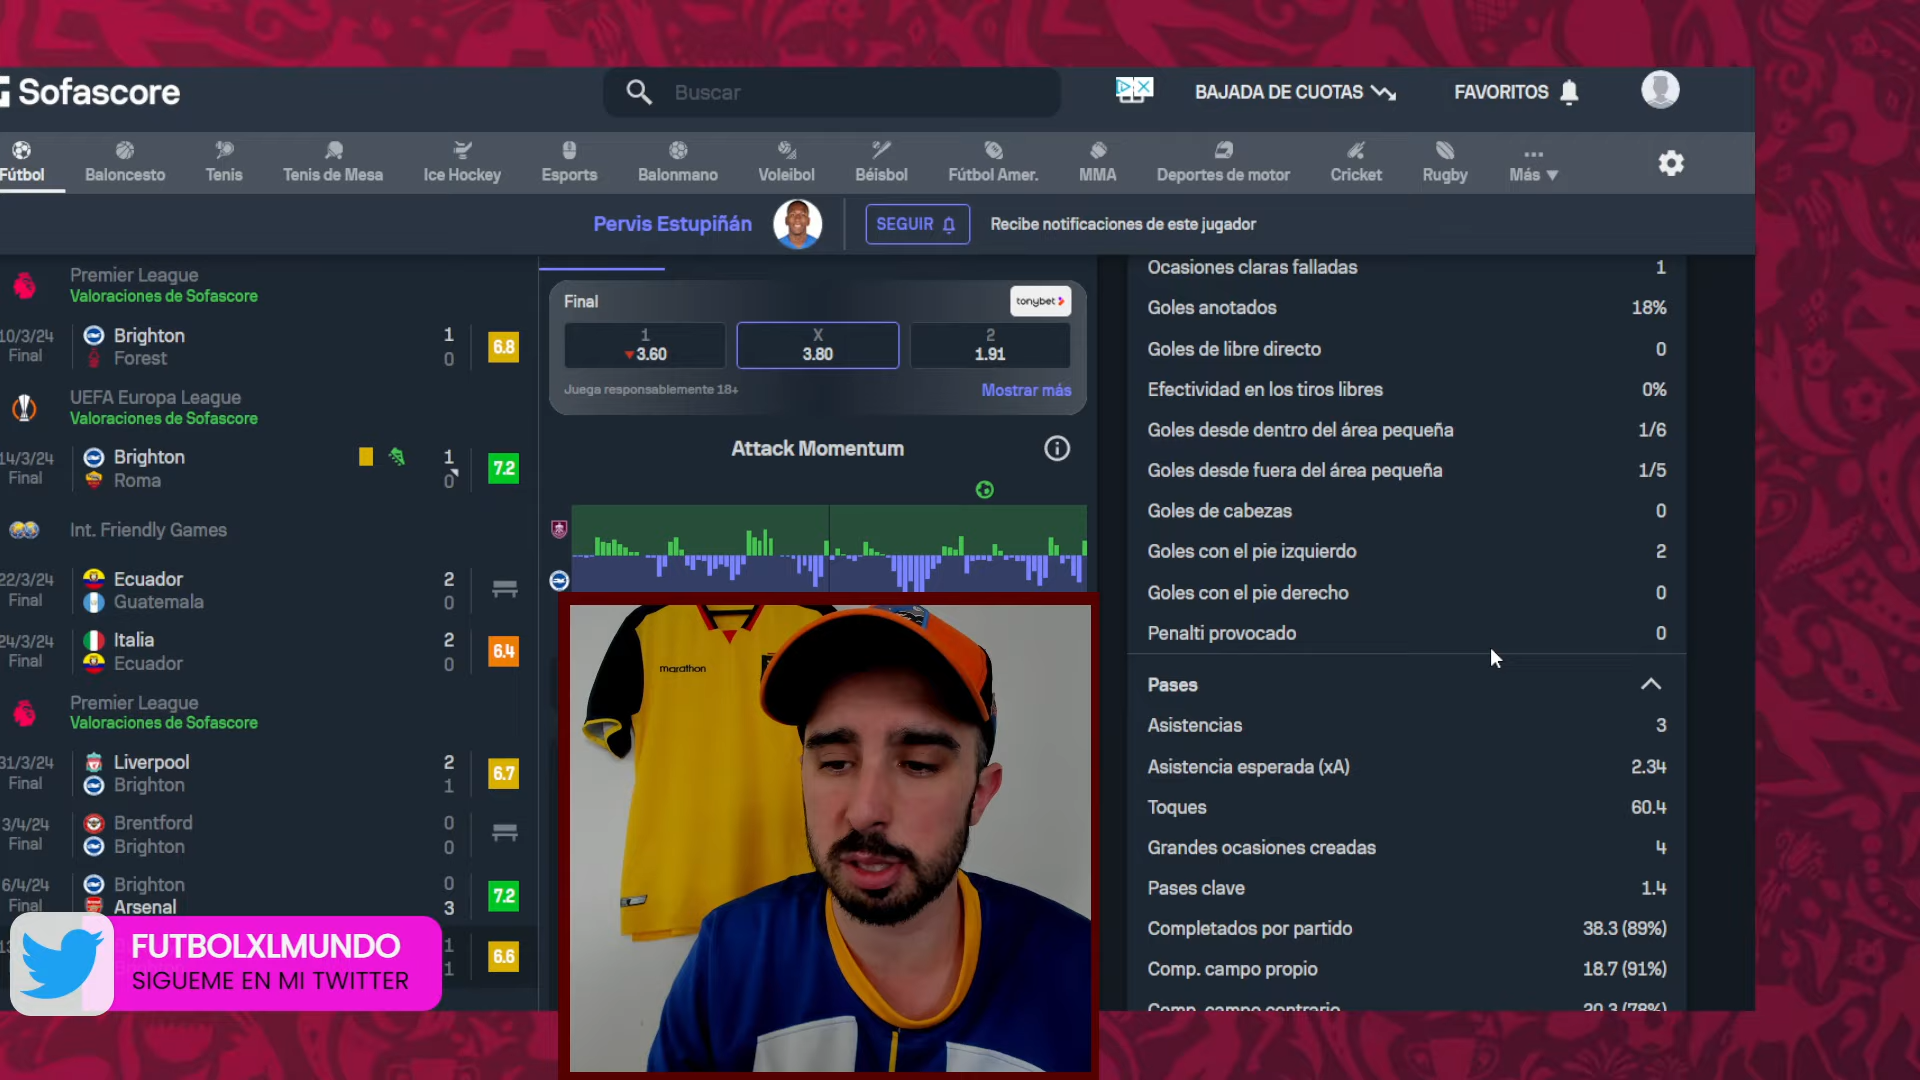 Sofascore
Buscar
BAJADA DE CUOTAS
FAVORITOS
Fútbol
Baloncesto
Tenis
Tenis de Mesa
Ice Hockey
Esports
Balonmano
Voleibol
Béisbol
Fútbol Amer.
MMA
Deportes de motor
Cricket
Rugby
Más ▼
Pervis Estupiñán
SEGUIR
Recibe notificaciones de este jugador
Premier League
Valoraciones de Sofascore
10/3/24 Brighton 1
Final Forest 0
6.8
UEFA Europa League
Valoraciones de Sofascore
14/3/24 Brighton 1
Final Roma 0
7.2
Int. Friendly Games
22/3/24 Ecuador 2
Final Guatemala 0
24/3/24 Italia 2
Final Ecuador 0
6.4
Premier League
Valoraciones de Sofascore
31/3/24 Liverpool 2
Final Brighton 1
6.7
3/4/24 Brentford 0
Final Brighton 0
6/4/24 Brighton 0
Final Arsenal 3
7.2
1
1
6.6
FUTBOLXLMUNDO
SIGUEME EN MI TWITTER
Final
tonybet
1 X 2
3.60 3.80 1.91
Juega responsablemente 18+
Mostrar más
Attack Momentum
marathon
Ocasiones claras falladas 1
Goles anotados 18%
Goles de libre directo 0
Efectividad en los tiros libres 0%
Goles desde dentro del área pequeña 1/6
Goles desde fuera del área pequeña 1/5
Goles de cabezas 0
Goles con el pie izquierdo 2
Goles con el pie derecho 0
Penalti provocado 0
Pases
Asistencias 3
Asistencia esperada (xA) 2.34
Toques 60.4
Grandes ocasiones creadas 4
Pases clave 1.4
Completados por partido 38.3 (89%)
Comp. campo propio 18.7 (91%)
Comp. campo contrario